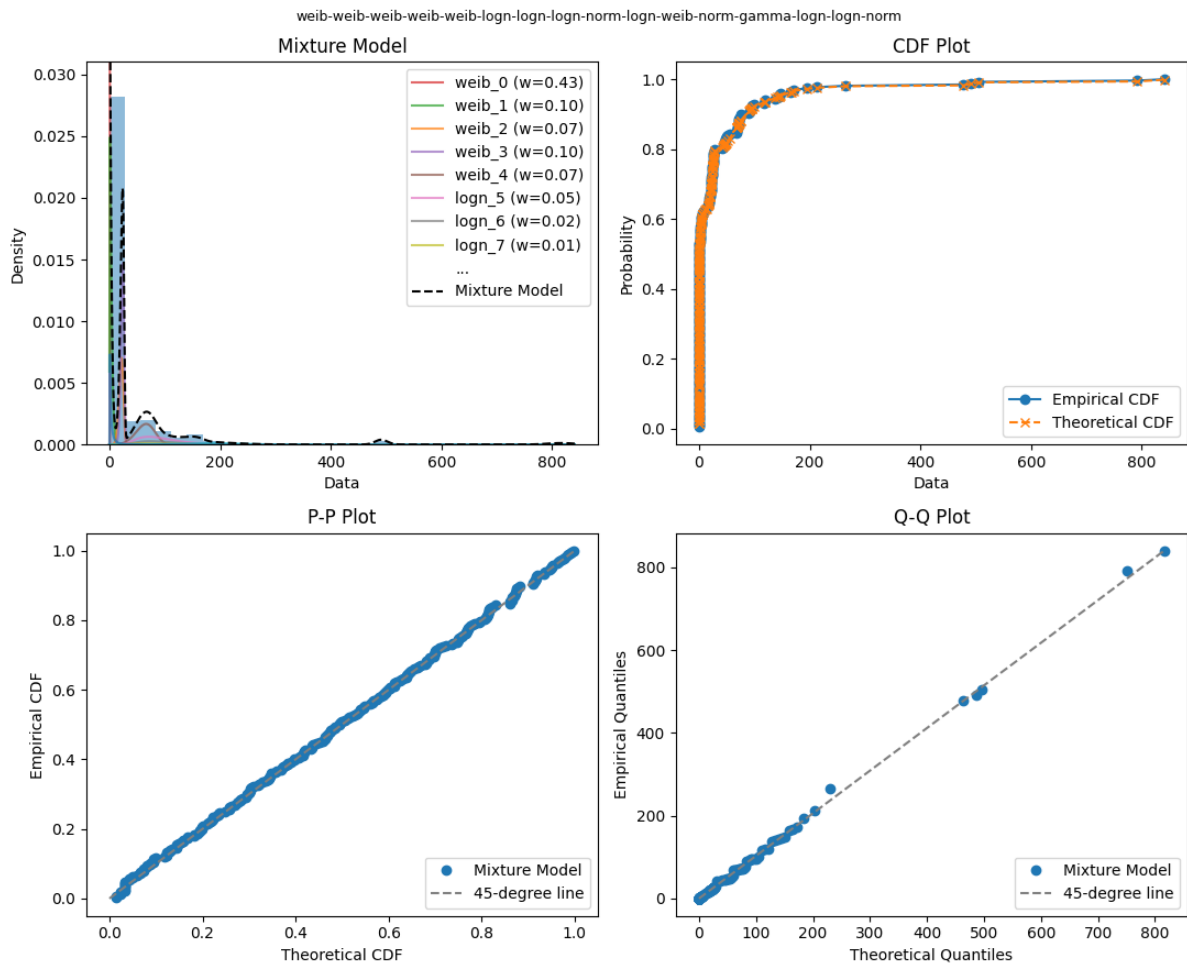 weib-weib-weib-weib-weib-logn-logn-logn-norm-logn-weib-norm-gamma-logn-logn-norm
Mixture Model
0.030
0.025
0.020
0.015
0.010
0.005
0.000
Density
0
200
400
600
800
Data
weib_0 (w=0.43)
weib_1 (w=0.10)
weib_2 (w=0.07)
weib_3 (w=0.10)
weib_4 (w=0.07)
logn_5 (w=0.05)
logn_6 (w=0.02)
logn_7 (w=0.01)
...
Mixture Model
CDF Plot
1.0
0.8
0.6
0.4
0.2
0.0
Probability
0
200
400
600
800
Data
Empirical CDF
Theoretical CDF
P-P Plot
1.0
0.8
0.6
0.4
0.2
0.0
Empirical CDF
0.0
0.2
0.4
0.6
0.8
1.0
Theoretical CDF
Mixture Model
45-degree line
Q-Q Plot
800
600
400
200
0
Empirical Quantiles
0
100
200
300
400
500
600
700
800
Theoretical Quantiles
Mixture Model
45-degree line